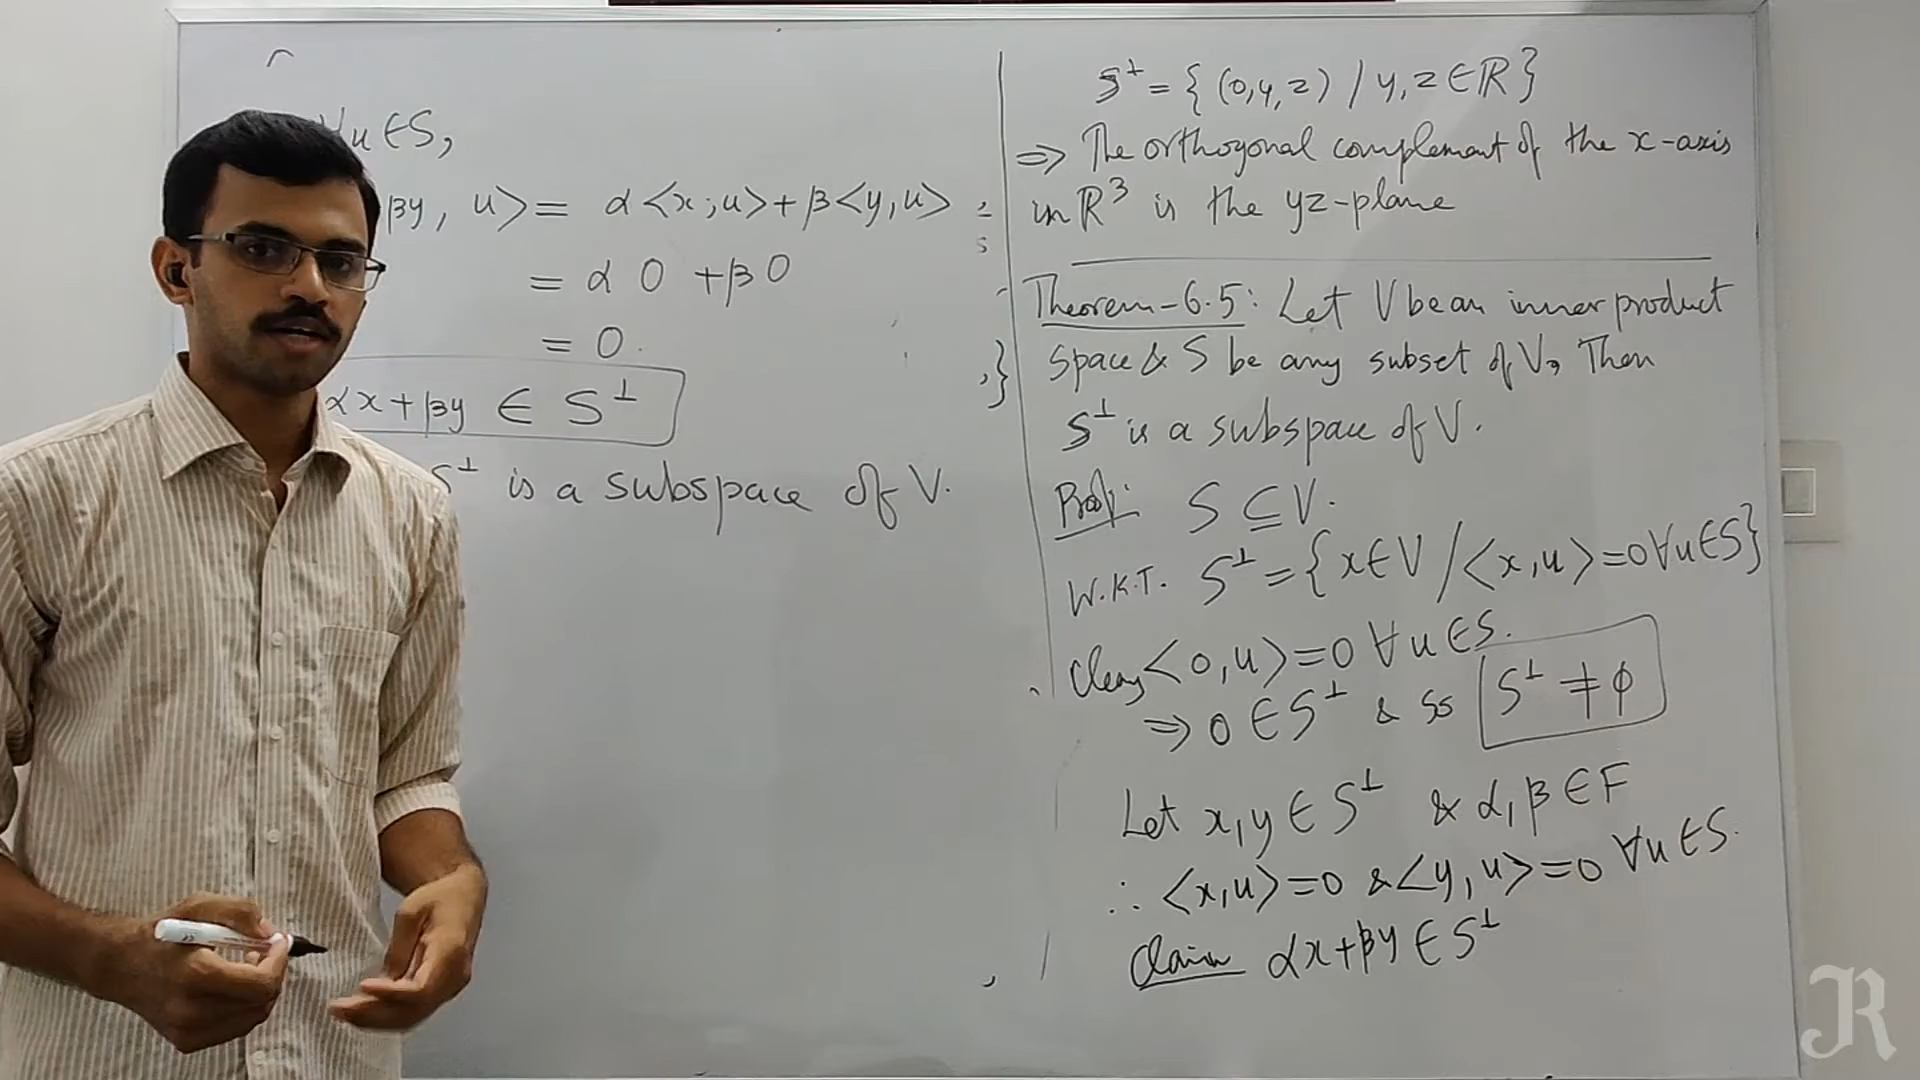 ∀u∈S,
βy, u>= α<x,u>+β<y,u>
= α 0 +β0
= 0.
αx+βy ∈ S⊥
S⊥ is a subspace of V.
S⊥ = { (0,y,z) / y,z∈ℝ}
=> The orthogonal complement of the x-axis
in ℝ³ is the yz-plane
Theorem-6.5: Let V be an inner product
space & S be any subset of V, Then
S⊥ is a subspace of V.
Proof: S⊆V.
W.K.T. S⊥={x∈V /<x,u>=0∀u∈S}
<0,u>=0 ∀u∈S.
=> 0∈S⊥ & so S⊥ ≠ φ
Let x,y∈S⊥ & α,β∈F
∴ <x,u>=0 &<y,u>=0 ∀u∈S.
Claim αx+βy∈S⊥
R